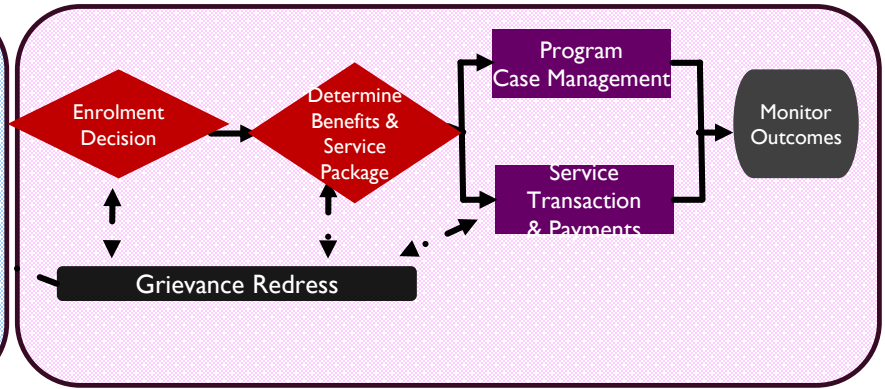 Enrolment
Decision
Determine
Benefits &
Service
Package
Program
Case Management
Service
Transaction
& Payments
Monitor
Outcomes
Grievance Redress